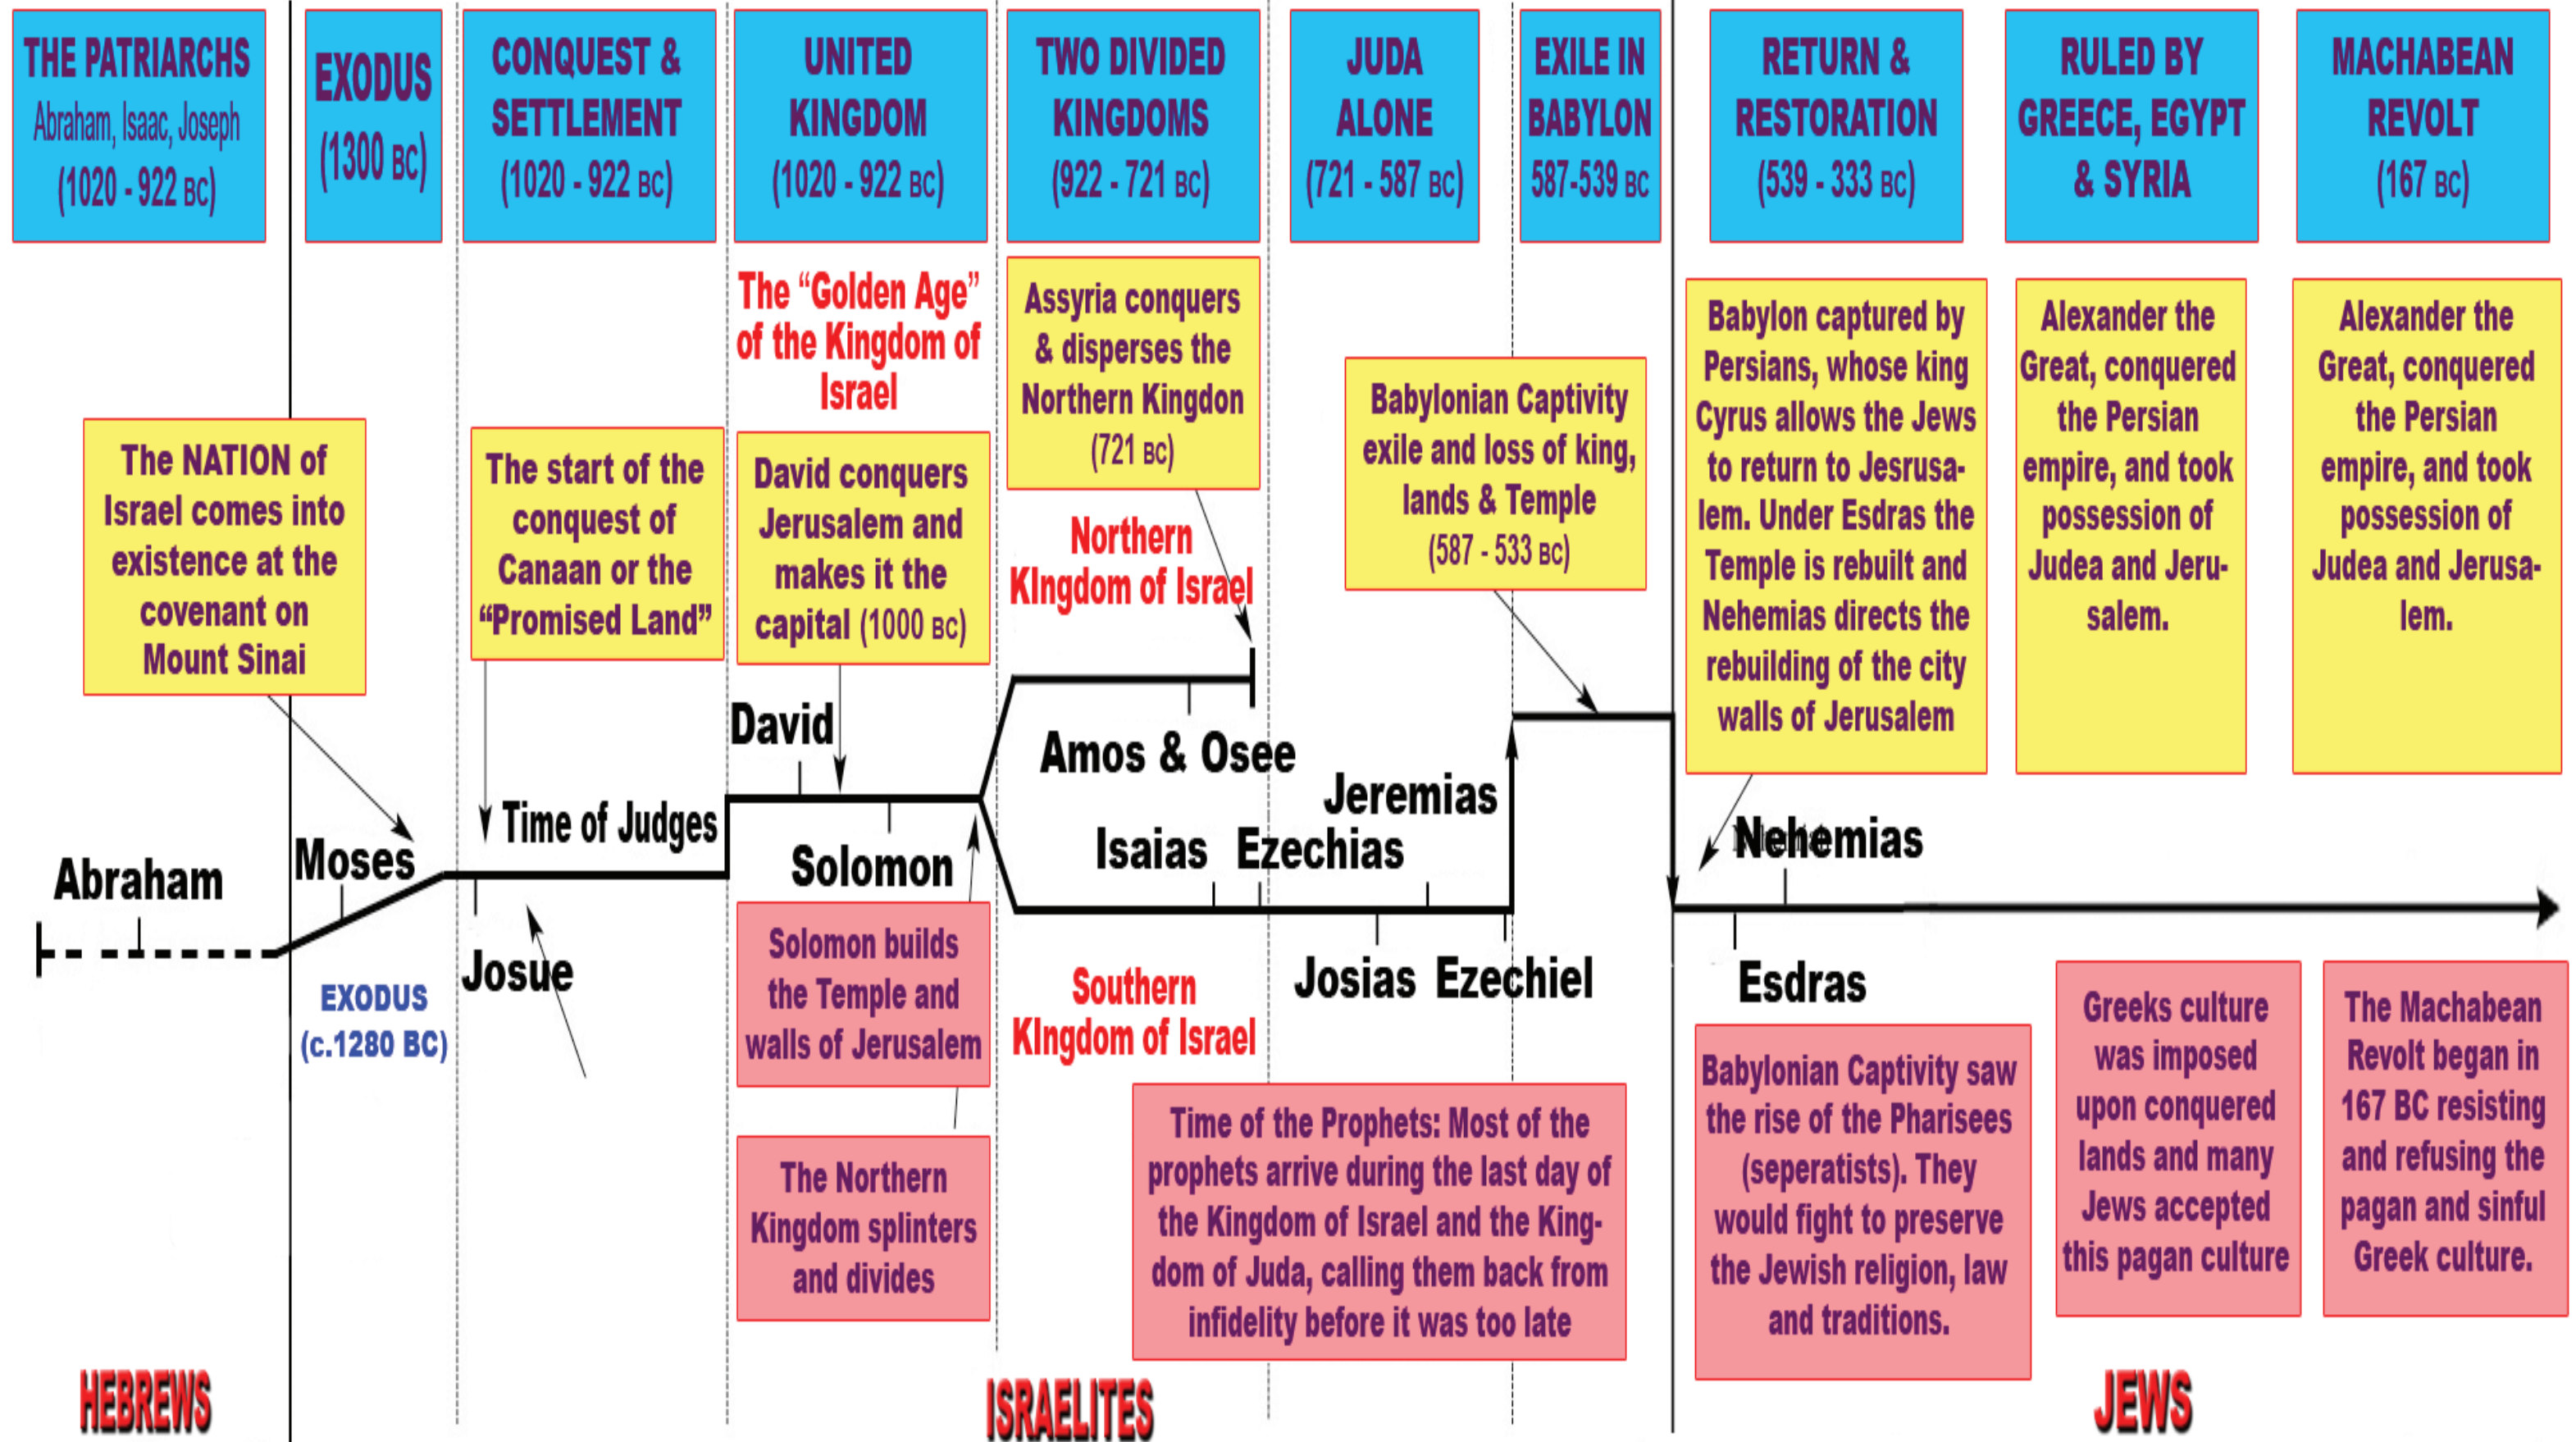 THE PATRIARCHS
Abraham, Isaac, Joseph
(1020 - 922 BC)
EXODUS
(1300 BC)
CONQUEST &
SETTLEMENT
(1020 - 922 BC)
UNITED
KINGDOM
(1020 - 922 BC)
TWO DIVIDED
KINGDOMS
(922 - 721 BC)
JUDA
ALONE
(721 - 587 BC)
EXILE IN
BABYLON
587-539 BC
RETURN &
RESTORATION
(539 - 333 BC)
RULED BY
GREECE, EGYPT
& SYRIA
MACHABEAN
REVOLT
(167 BC)
The NATION of
Israel comes into
existence at the
covenant on
Mount Sinai
The start of the
conquest of
Canaan or the
“Promised Land”
The “Golden Age”
of the Kingdom of
Israel
David conquers
Jerusalem and
makes it the
capital (1000 BC)
Assyria conquers
& disperses the
Northern Kingdon
(721 BC)
Northern
KIngdom of Israel
Babylonian Captivity
exile and loss of king,
lands & Temple
(587 - 533 BC)
Babylon captured by
Persians, whose king
Cyrus allows the Jews
to return to Jesrusa-
lem. Under Esdras the
Temple is rebuilt and
Nehemias directs the
rebuilding of the city
walls of Jerusalem
Alexander the
Great, conquered
the Persian
empire, and took
possession of
Judea and Jeru-
salem.
Alexander the
Great, conquered
the Persian
empire, and took
possession of
Judea and Jerusa-
lem.
Abraham
Moses
Time of Judges
Josue
David
Solomon
Amos & Osee
Isaias
Ezechias
Jeremias
Josias
Ezechiel
Nehemias
Esdras
EXODUS
(c.1280 BC)
Solomon builds
the Temple and
walls of Jerusalem
The Northern
Kingdom splinters
and divides
Southern
KIngdom of Israel
Time of the Prophets: Most of the
prophets arrive during the last day of
the Kingdom of Israel and the King-
dom of Juda, calling them back from
infidelity before it was too late
Babylonian Captivity saw
the rise of the Pharisees
(seperatists). They
would fight to preserve
the Jewish religion, law
and traditions.
Greeks culture
was imposed
upon conquered
lands and many
Jews accepted
this pagan culture
The Machabean
Revolt began in
167 BC resisting
and refusing the
pagan and sinful
Greek culture.
HEBREWS
ISRAELITES
JEWS